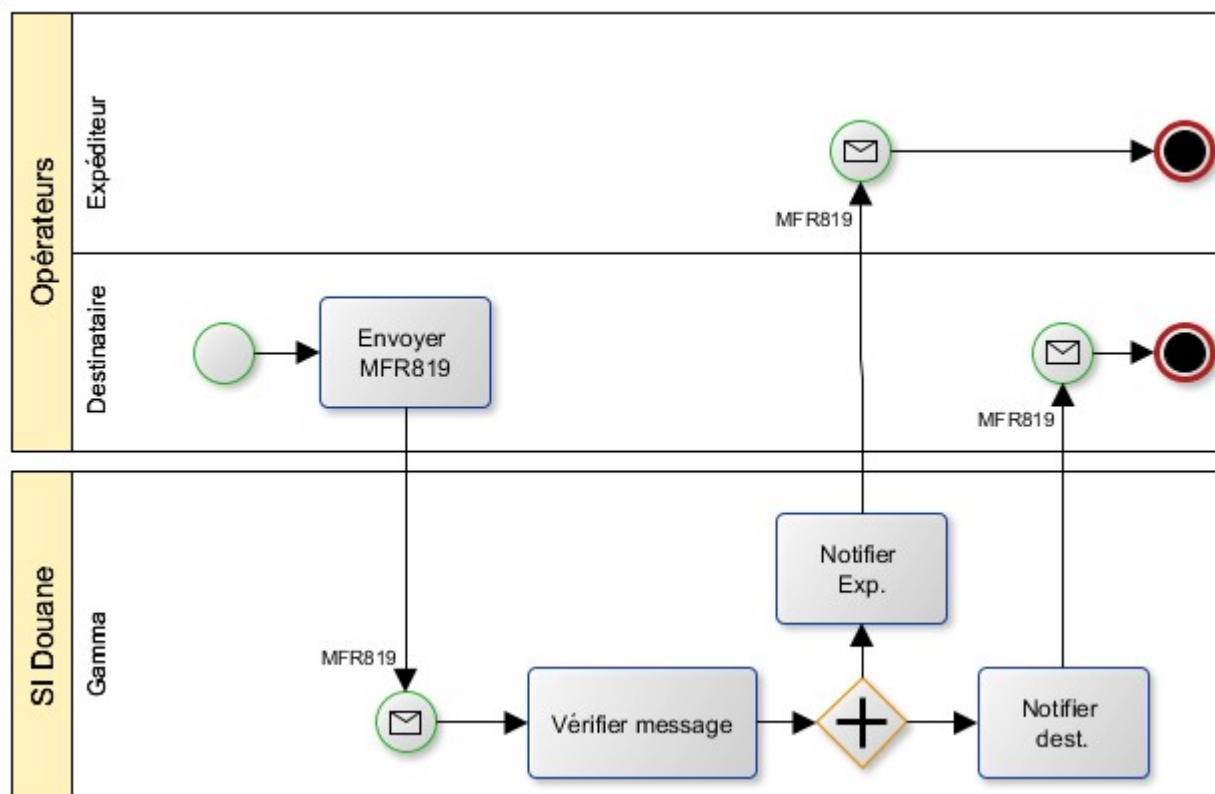 Opérateurs
Expéditeur
MFR819
Destinataire
Envoyer
MFR819
MFR819
SI Douane
Gamma
MFR819
Notifier
Exp.
Vérifier message
Notifier
dest.